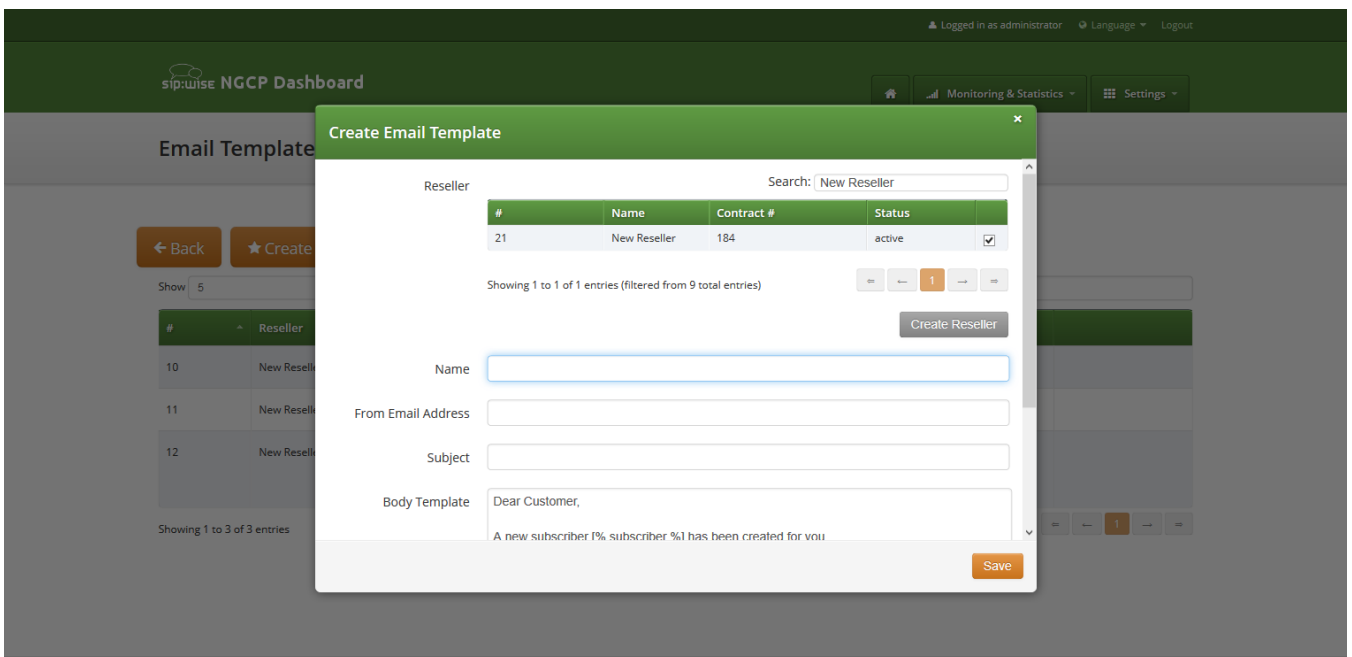 Logged in as administrator Language Logout
sip:wise NGCP Dashboard
Monitoring & Statistics Settings
Create Email Template ×
Email Template
Reseller Search: New Reseller
# Name Contract # Status
21 New Reseller 184 active
Back Create
Show 5
Showing 1 to 1 of 1 entries (filtered from 9 total entries) ⇐ ← 1 → ⇒
# Reseller
Create Reseller
10 New Resell
Name
11 New Resell
From Email Address
12 New Resell
Subject
Body Template Dear Customer,
A new subscriber [% subscriber %] has been created for you
Showing 1 to 3 of 3 entries ⇐ ← 1 → ⇒
Save